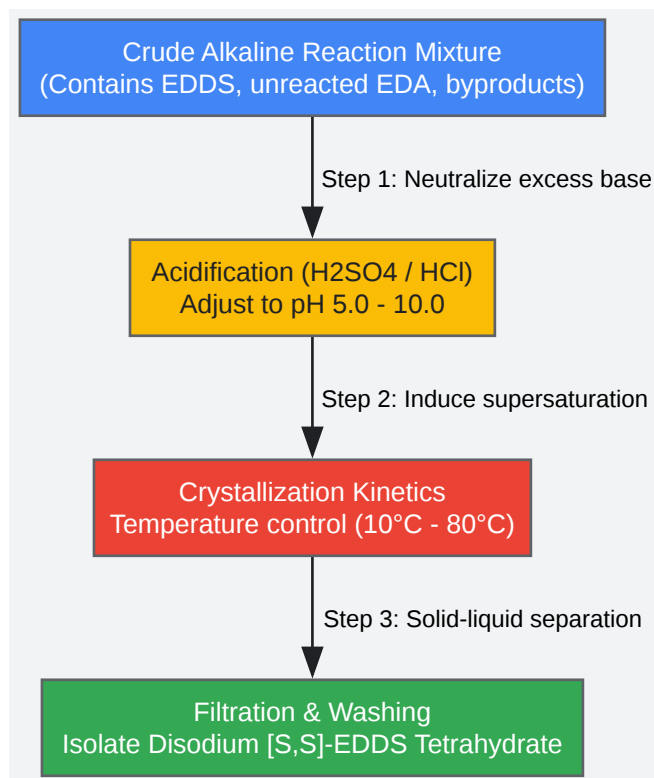 Crude Alkaline Reaction Mixture
(Contains EDDS, unreacted EDA, byproducts)
Step 1: Neutralize excess base
Acidification (H2SO4 / HCl)
Adjust to pH 5.0 - 10.0
Step 2: Induce supersaturation
Crystallization Kinetics
Temperature control (10°C - 80°C)
Step 3: Solid-liquid separation
Filtration & Washing
Isolate Disodium [S,S]-EDDS Tetrahydrate